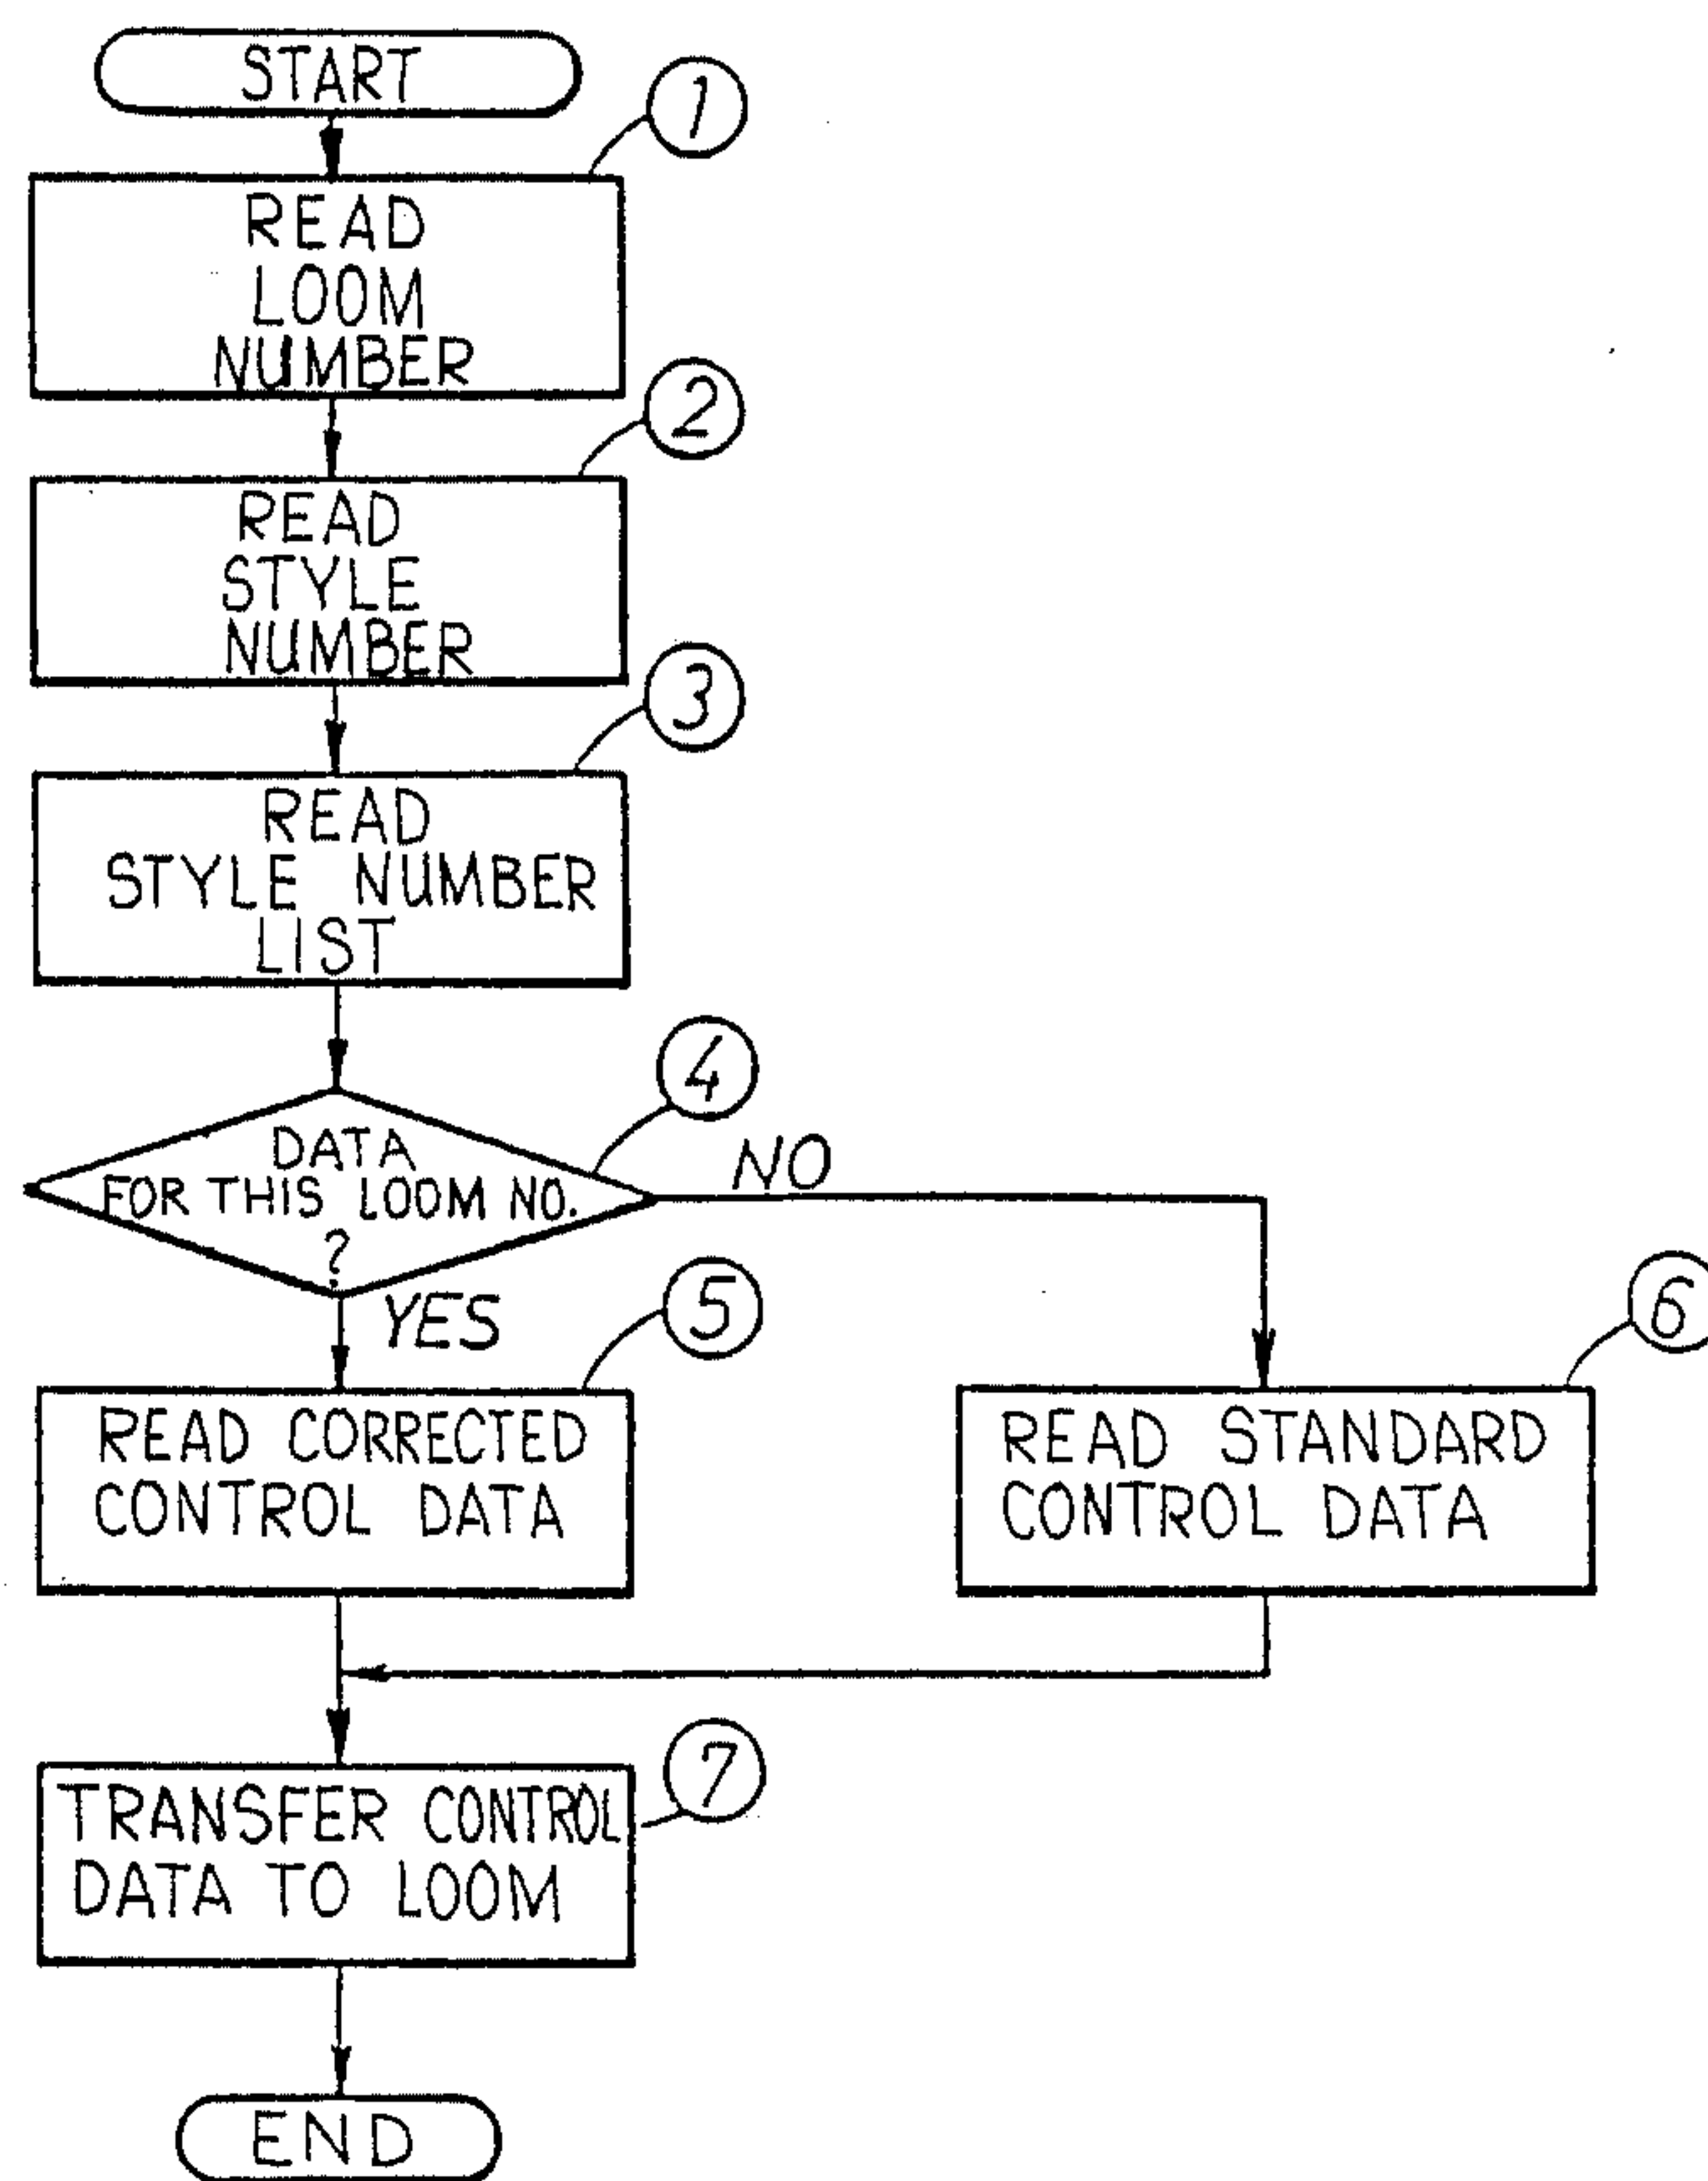 START
1
READ
LOOM
NUMBER
2
READ
STYLE
NUMBER
3
READ
STYLE NUMBER
LIST
4
DATA
FOR THIS LOOM NO.
?
NO
YES
5
READ CORRECTED
CONTROL DATA
6
READ STANDARD
CONTROL DATA
7
TRANSFER CONTROL
DATA TO LOOM
END